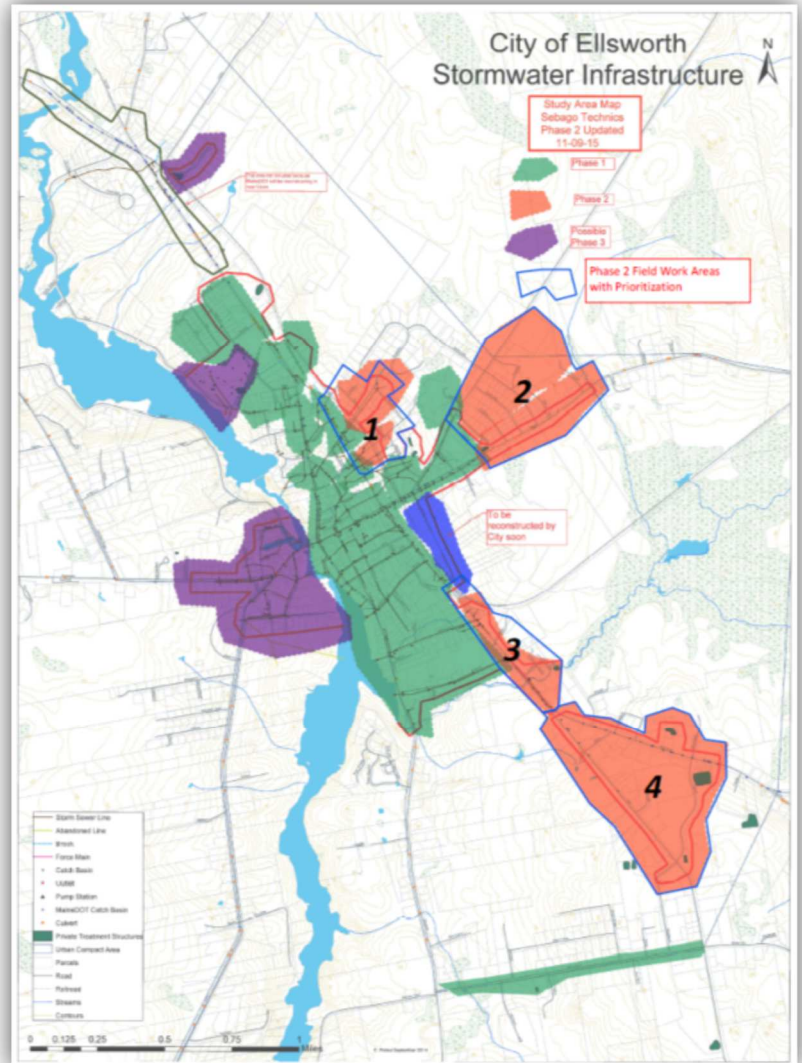 City of Ellsworth
Stormwater Infrastructure
N
Study Area Map
Sebago Technics
Phase 2 Updated
11-09-15
Phase 1
Phase 2
Possible
Phase 3
Phase 2 Field Work Areas
with Prioritization
1
2
To be
reconstructed by
City soon
3
4
Storm Sewer Line
Abandoned Line
Force Main
Catch Basin
Outfall
Pump Station
MaineDOT Catch Basin
Culvert
Private Treatment Structures
Urban Compact Area
Parcels
Road
Railroad
Streams
Contours
0 0.125 0.25 0.5 0.75 1
Miles